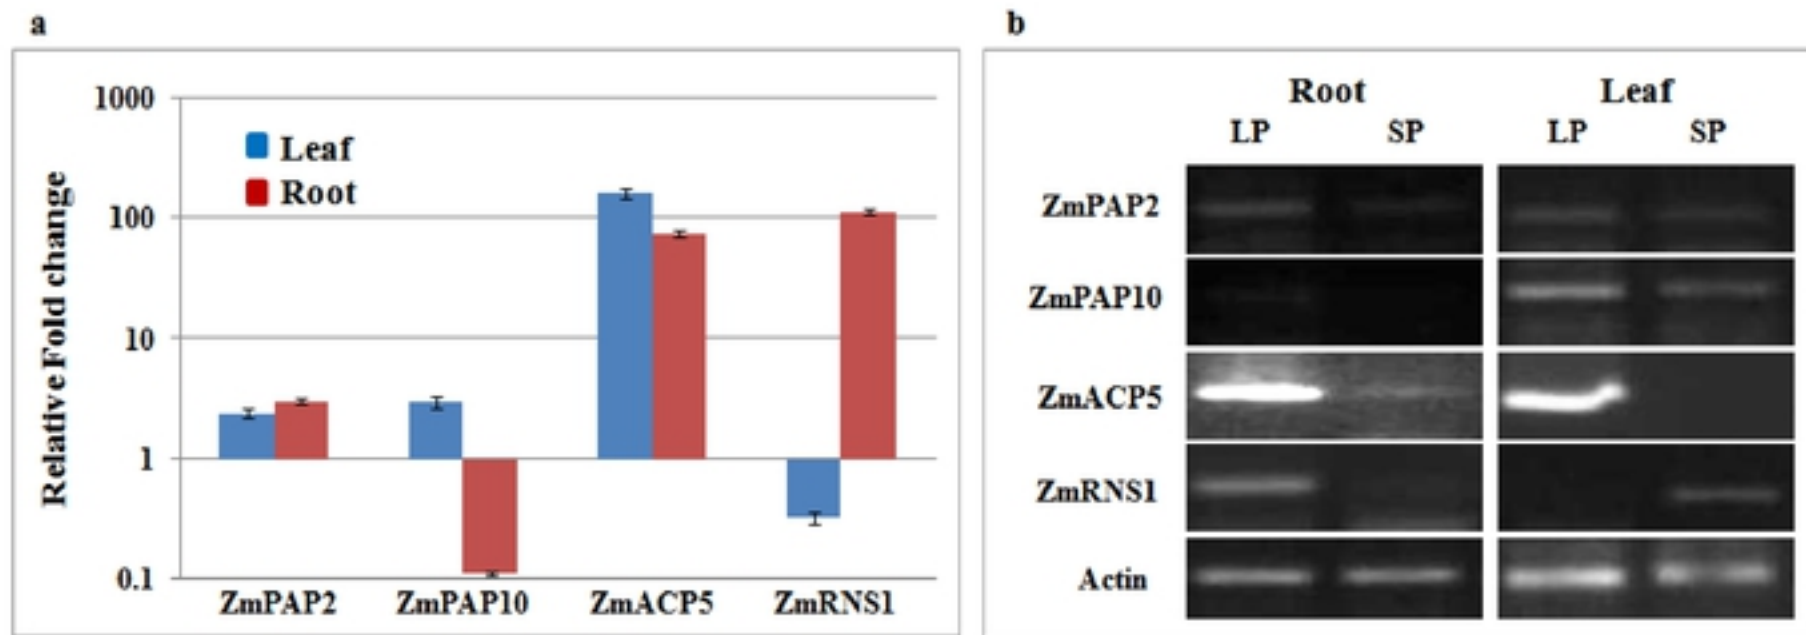 a
1000
100
10
1
0.1
Relative Fold change
Leaf
Root
ZmPAP2 ZmPAP10 ZmACP5 ZmRNS1
b
Root Leaf
LP SP LP SP
ZmPAP2
ZmPAP10
ZmACP5
ZmRNS1
Actin